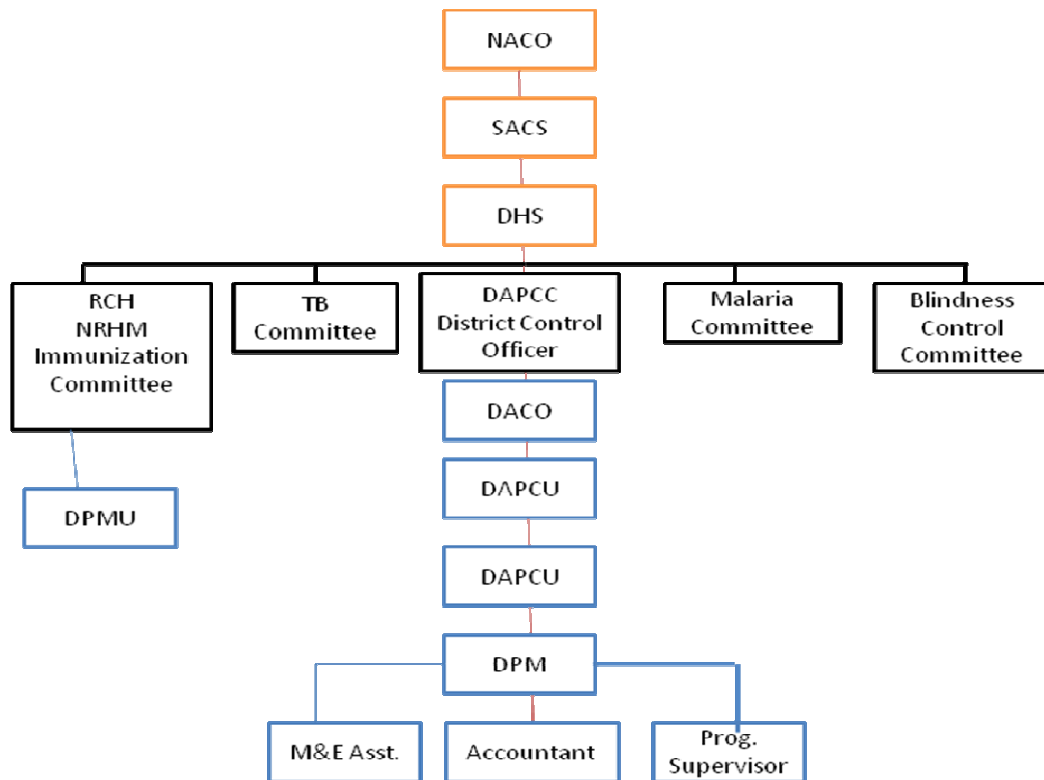 NACO
SACS
DHS
RCH
NRHM
Immunization
Committee
TB
Committee
DAPCC
District Control
Officer
Malaria
Committee
Blindness
Control
Committee
DACO
DPMU
DAPCU
DAPCU
DPM
M&E Asst.
Accountant
Prog.
Supervisor